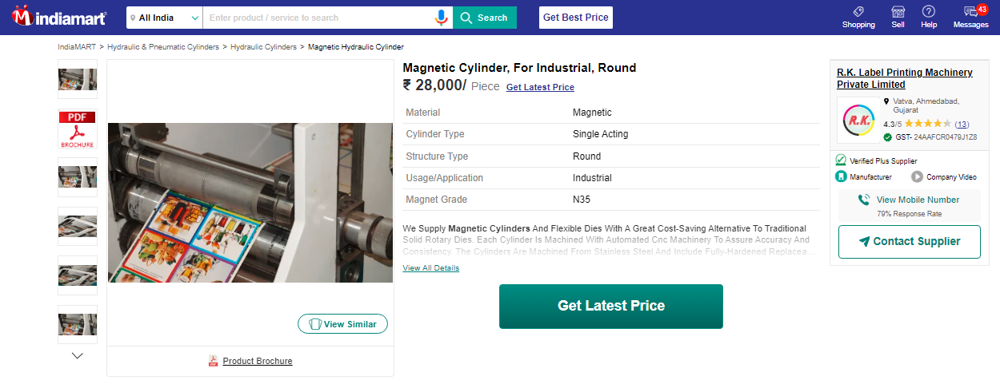 indiamart
All India
Enter product / service to search
Search
Get Best Price
Shopping
Sell
Help
43
Messages
IndiaMART > Hydraulic & Pneumatic Cylinders > Hydraulic Cylinders > Magnetic Hydraulic Cylinder
PDF
BROCHURE
View Similar
Product Brochure
Magnetic Cylinder, For Industrial, Round
₹ 28,000/ Piece Get Latest Price
Material Magnetic
Cylinder Type Single Acting
Structure Type Round
Usage/Application Industrial
Magnet Grade N35
We Supply Magnetic Cylinders And Flexible Dies With A Great Cost-Saving Alternative To Traditional
Solid Rotary Dies. Each Cylinder Is Machined With Automated Cnc Machinery To Assure Accuracy And
Consistency. The Cylinders Are Machined From Stainless Steel And Include Fully-Hardened Replacea...
View All Details
Get Latest Price
R.K. Label Printing Machinery
Private Limited
R.K.
Vatva, Ahmedabad,
Gujarat
4.3/5 (13)
GST- 24AAFCR0479J1Z8
Verified Plus Supplier
Manufacturer
Company Video
View Mobile Number
79% Response Rate
Contact Supplier